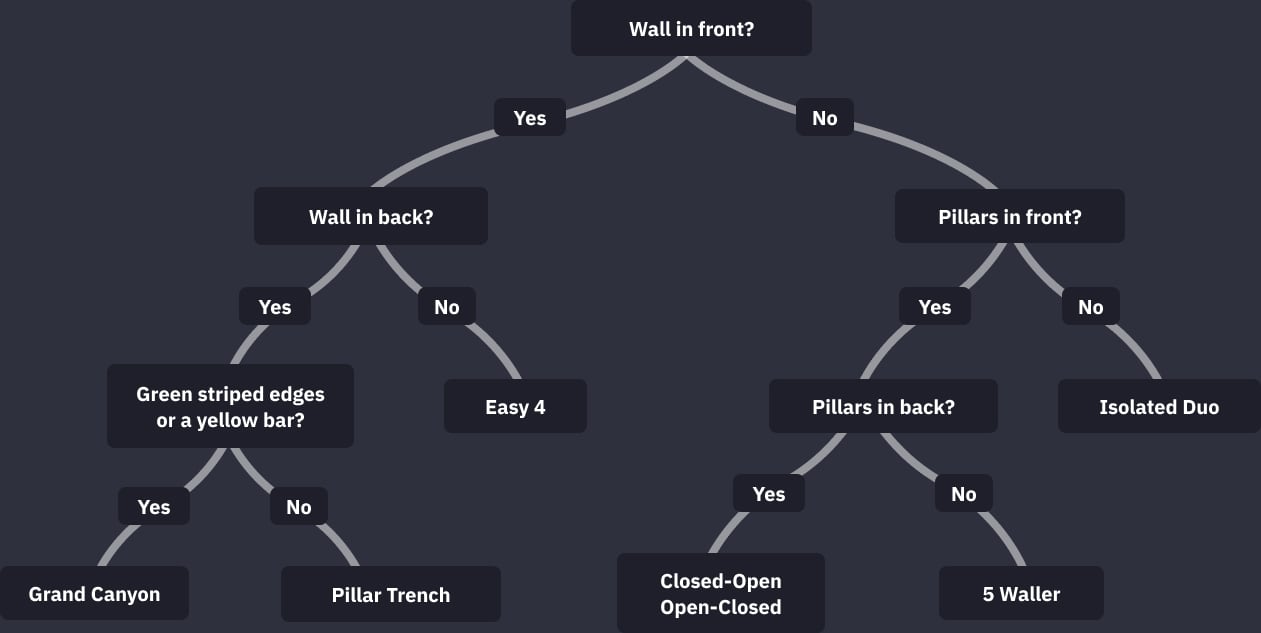 Wall in front?
Yes
No
Wall in back?
Pillars in front?
Yes
No
Yes
No
Green striped edges
or a yellow bar?
Easy 4
Pillars in back?
Isolated Duo
Yes
No
Yes
No
Grand Canyon
Pillar Trench
Closed-Open
Open-Closed
5 Waller